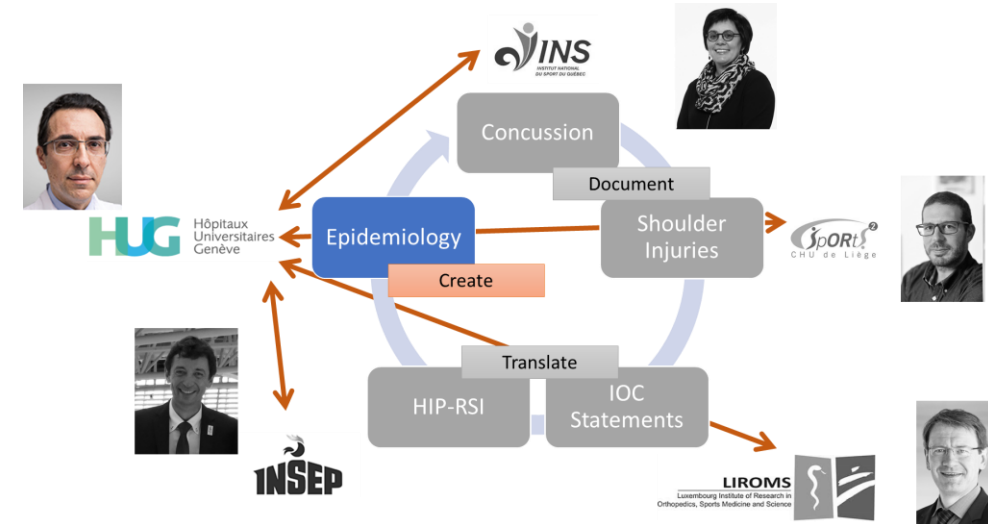 INS
INSTITUT NATIONAL
DU SPORT DU QUÉBEC
Concussion
Document
HUG
Hôpitaux
Universitaires
Genève
Epidemiology
Shoulder
Injuries
SPORTS²
CHU de Liège
Create
Translate
HIP-RSI
IOC
Statements
INSEP
LIROMS
Luxembourg Institute of Research in
Orthopedics, Sports Medicine and Science